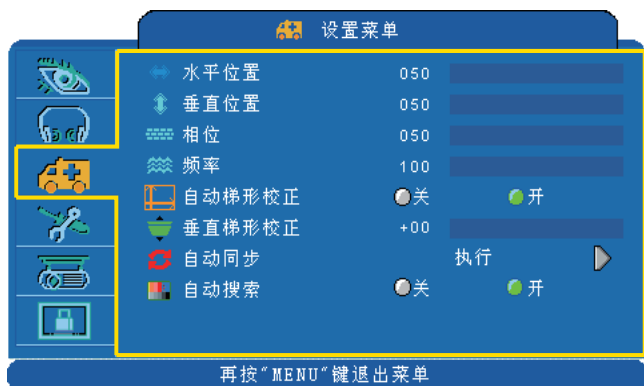 设置菜单
水平位置 050
垂直位置 050
相位 050
频率 100
自动梯形校正 关 开
垂直梯形校正 +00
自动同步 执行
自动搜索 关 开
再按“MENU“键退出菜单